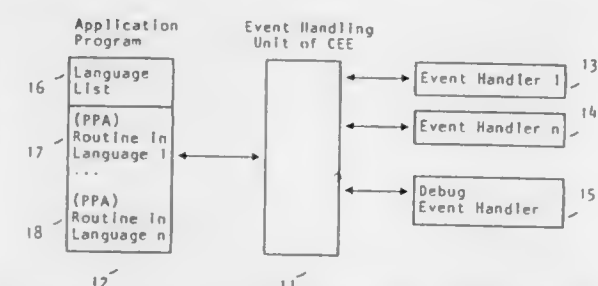 Application
Program
Event Handling
Unit of CEE
16
Language
List
17
(PPA)
Routine in
Language 1
...
18
(PPA)
Routine in
Language n
12
11
Event Handler 1
13
Event Handler n
14
Debug
Event Handler
15